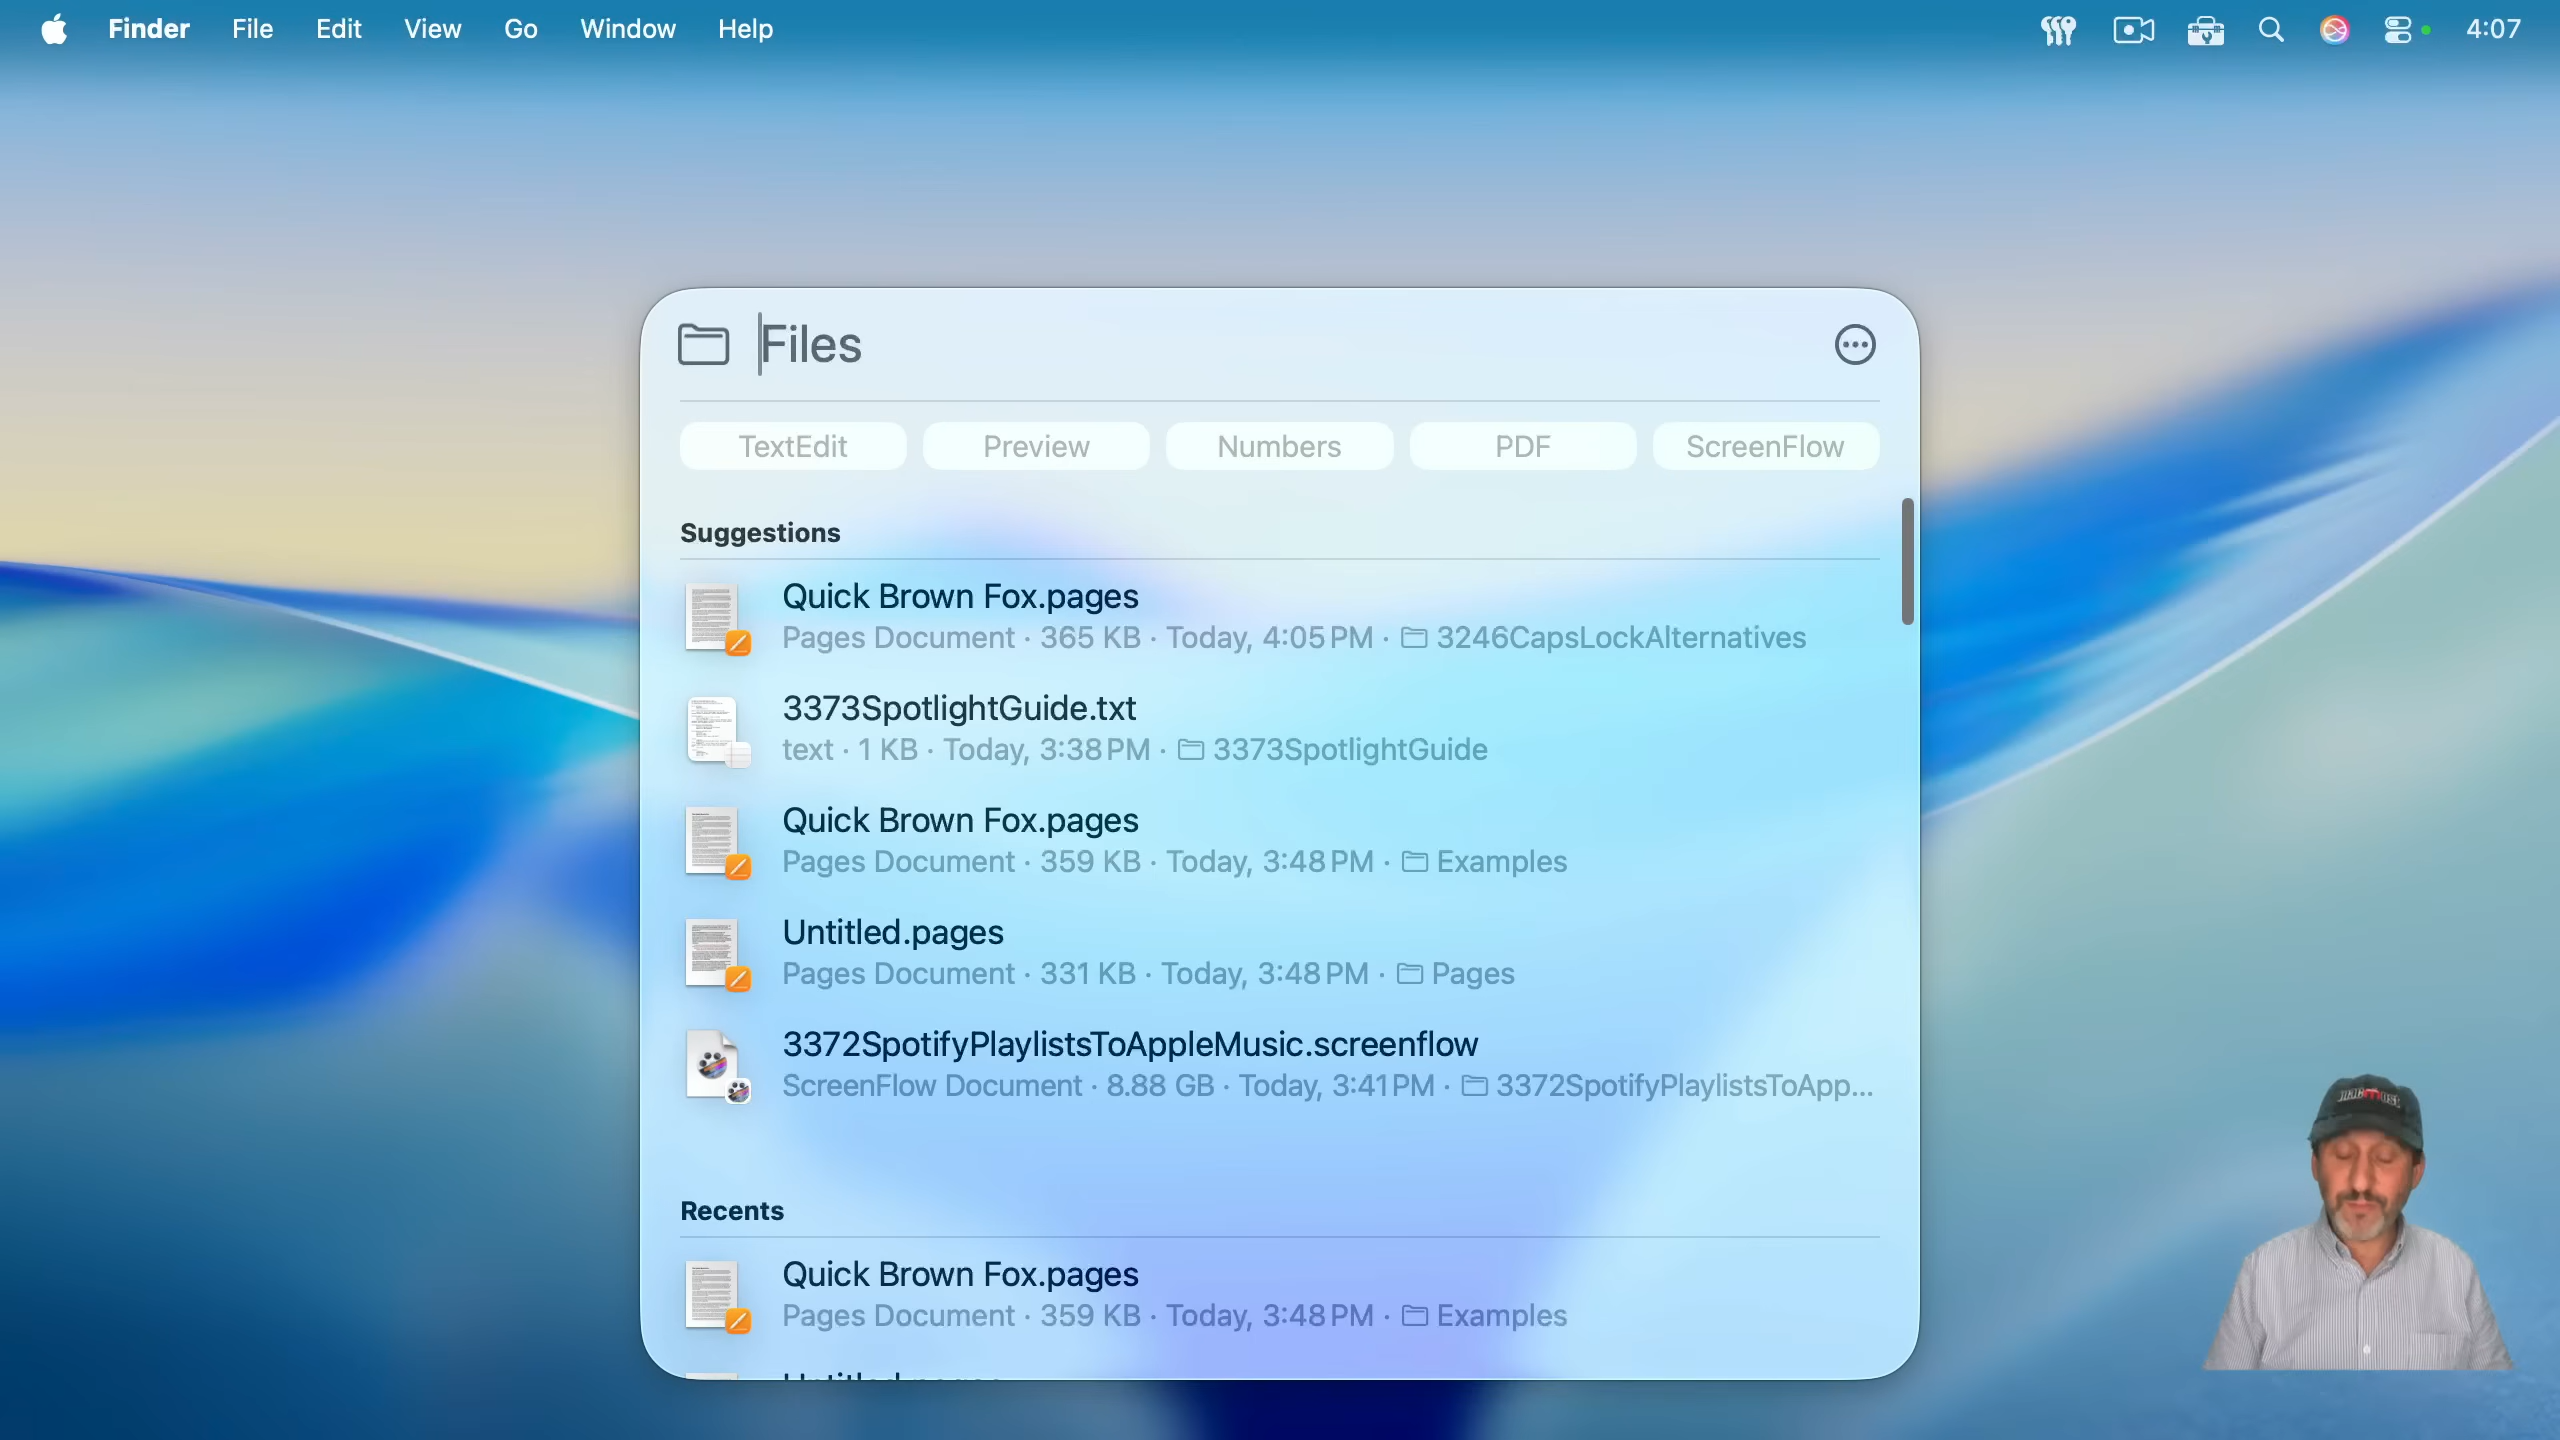 Finder File Edit View Go Window Help 4:07
Files
TextEdit Preview Numbers PDF ScreenFlow
Suggestions
Quick Brown Fox.pages
Pages Document · 365 KB · Today, 4:05 PM · 3246CapsLockAlternatives
3373SpotlightGuide.txt
text · 1 KB · Today, 3:38 PM · 3373SpotlightGuide
Quick Brown Fox.pages
Pages Document · 359 KB · Today, 3:48 PM · Examples
Untitled.pages
Pages Document · 331 KB · Today, 3:48 PM · Pages
3372SpotifyPlaylistsToAppleMusic.screenflow
ScreenFlow Document · 8.88 GB · Today, 3:41 PM · 3372SpotifyPlaylistsToApp...
Recents
Quick Brown Fox.pages
Pages Document · 359 KB · Today, 3:48 PM · Examples
Untitled.pages